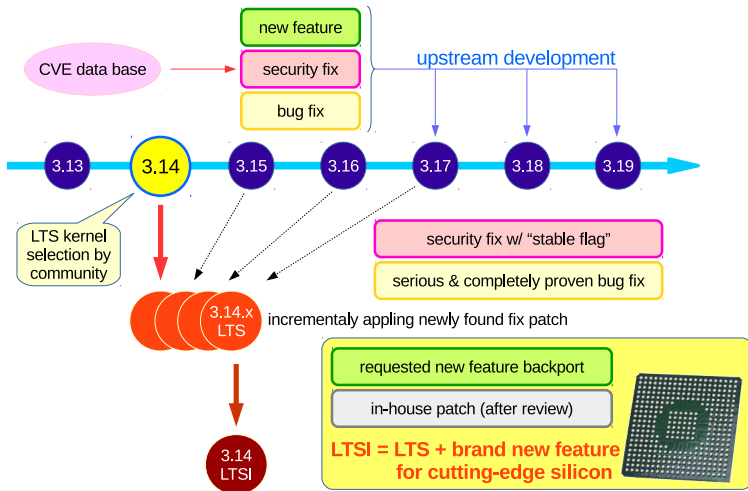 new feature
CVE data base
security fix
upstream development
bug fix
3.13
3.14
3.15
3.16
3.17
3.18
3.19
LTS kernel
selection by
community
security fix w/ “stable flag”
serious & completely proven bug fix
3.14.x
LTS
incrementaly appling newly found fix patch
requested new feature backport
in-house patch (after review)
LTSI = LTS + brand new feature
for cutting-edge silicon
3.14
LTSI